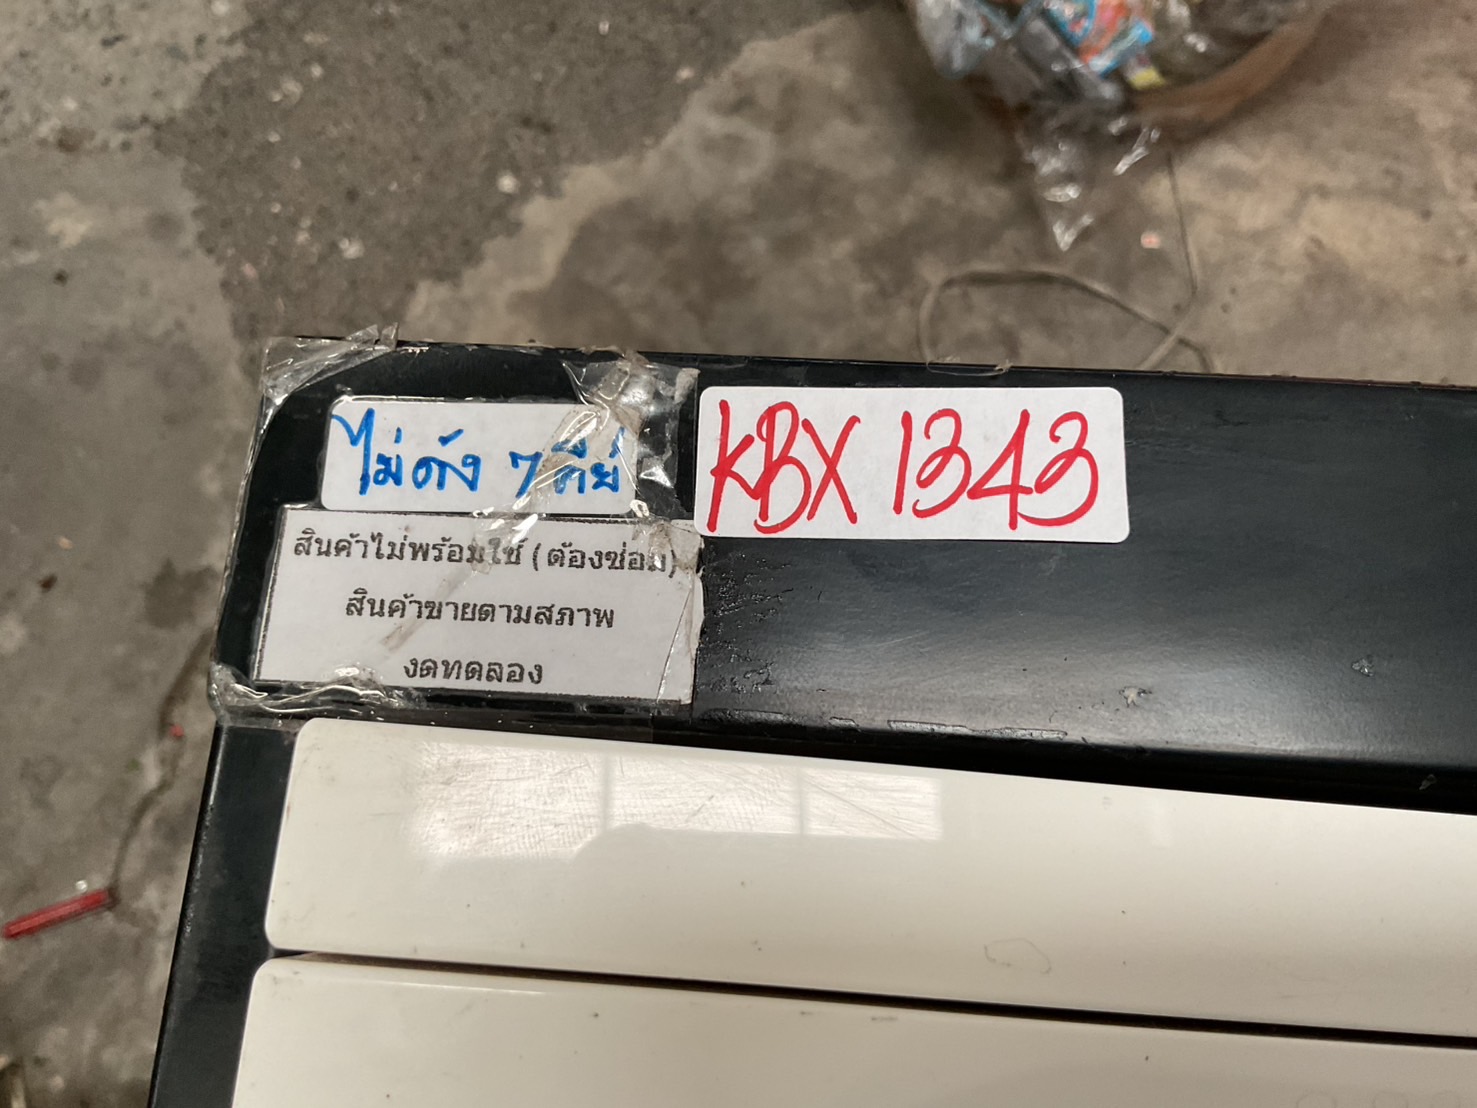 ไม่ดัง 7 คีย์
KBX 1343
สินค้าไม่พร้อมใช้ (ต้องซ่อม)
สินค้าขายตามสภาพ
งดทดลอง